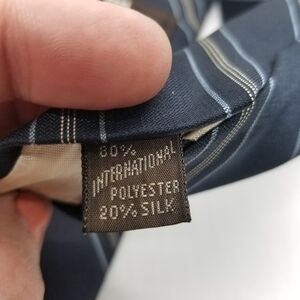 80%
INTERNATIONAL
POLYESTER
20% SILK